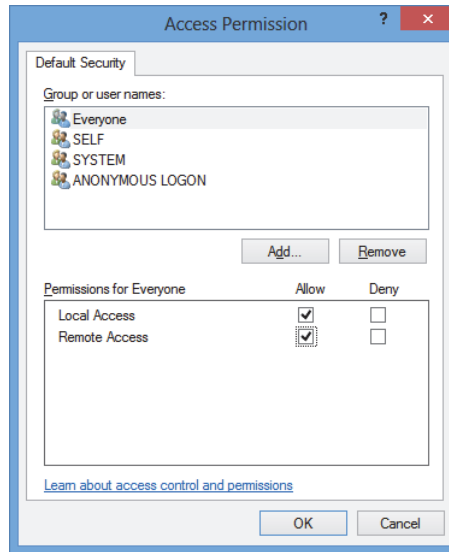 Access Permission
?
Default Security
Group or user names:
Everyone
SELF
SYSTEM
ANONYMOUS LOGON
Add... Remove
Permissions for Everyone Allow Deny
Local Access
Remote Access
Learn about access control and permissions
OK Cancel